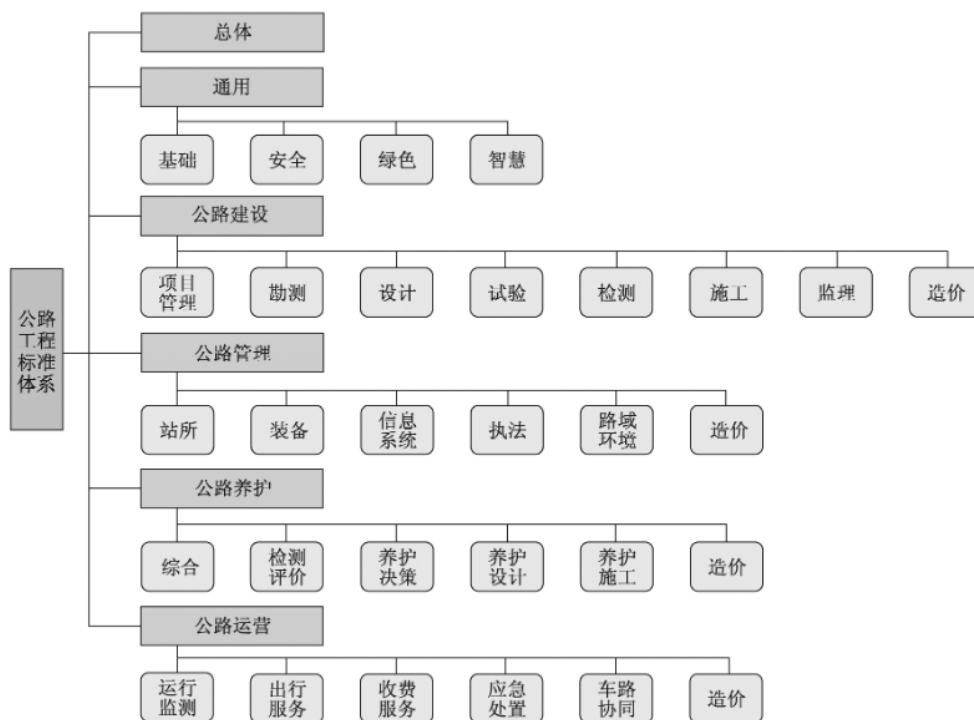 总体
通用
基础 安全 绿色 智慧
公路建设
项目
管理
勘测 设计 试验 检测 施工 监理 造价
公路
工程
标准
体系
公路管理
站所 装备
信息
系统
执法
路域
环境
造价
公路养护
综合
检测
评价
养护
决策
养护
设计
养护
施工
造价
公路运营
运行
监测
出行
服务
收费
服务
应急
处置
车路
协同
造价